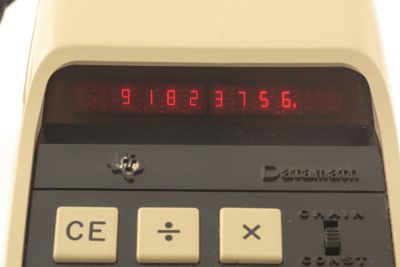 91823756.
Datamath
CE ÷ ×
CHAIN
CONST